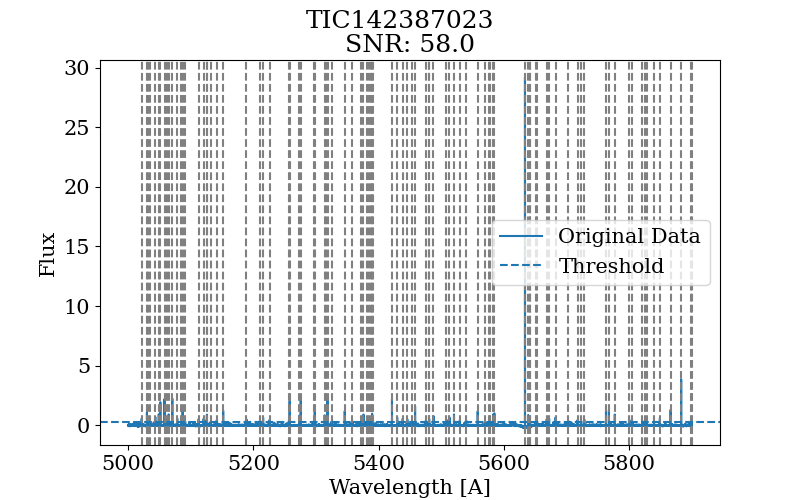 TIC142387023
SNR: 58.0
30
25
20
15
10
5
0
Flux
Original Data
Threshold
5000 5200 5400 5600 5800
Wavelength [A]